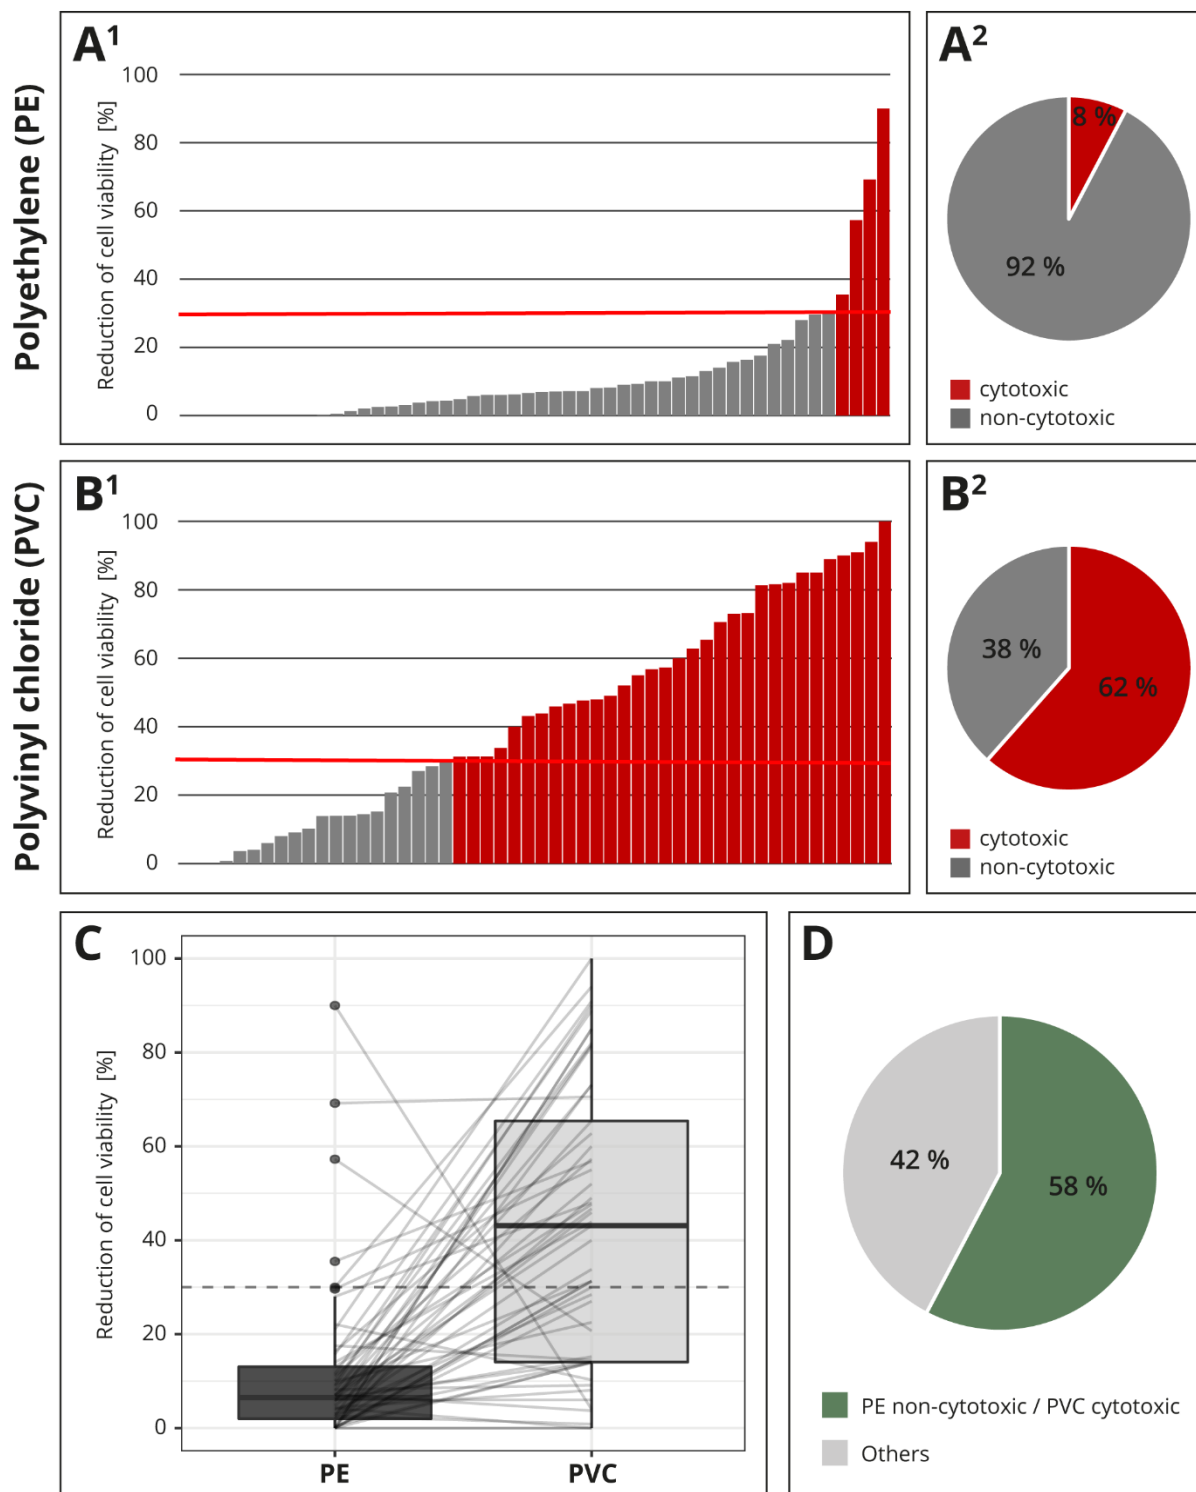 Polyethylene (PE)
A¹
Reduction of cell viability [%]
100
80
60
40
20
0
A²
8 %
92 %
cytotoxic
non-cytotoxic
Polyvinyl chloride (PVC)
B¹
Reduction of cell viability [%]
100
80
60
40
20
0
B²
38 %
62 %
cytotoxic
non-cytotoxic
C
Reduction of cell viability [%]
100
80
60
40
20
0
PE
PVC
D
42 %
58 %
PE non-cytotoxic / PVC cytotoxic
Others